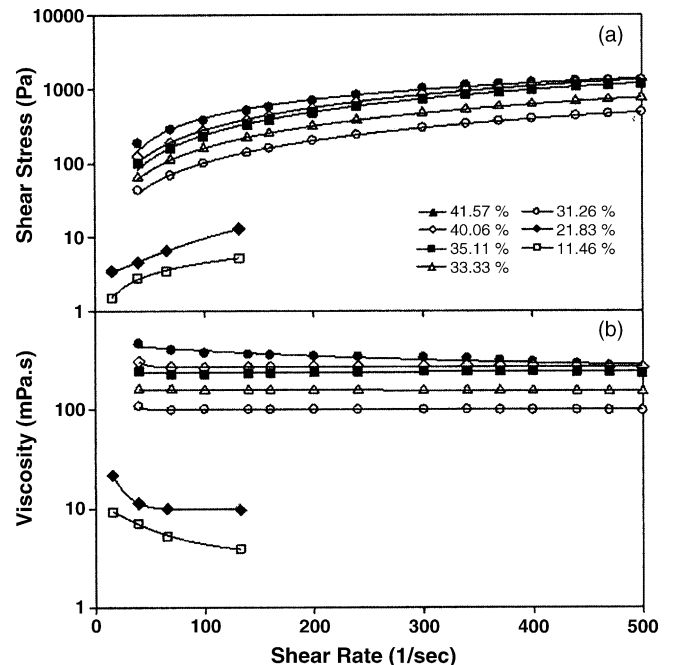 (a)
Shear Stress (Pa)
10000
1000
100
10
1
41.57 % 31.26 %
40.06 % 21.83 %
35.11 % 11.46 %
33.33 %
(b)
Viscosity (mPa.s)
100
10
1
0 100 200 300 400 500
Shear Rate (1/sec)